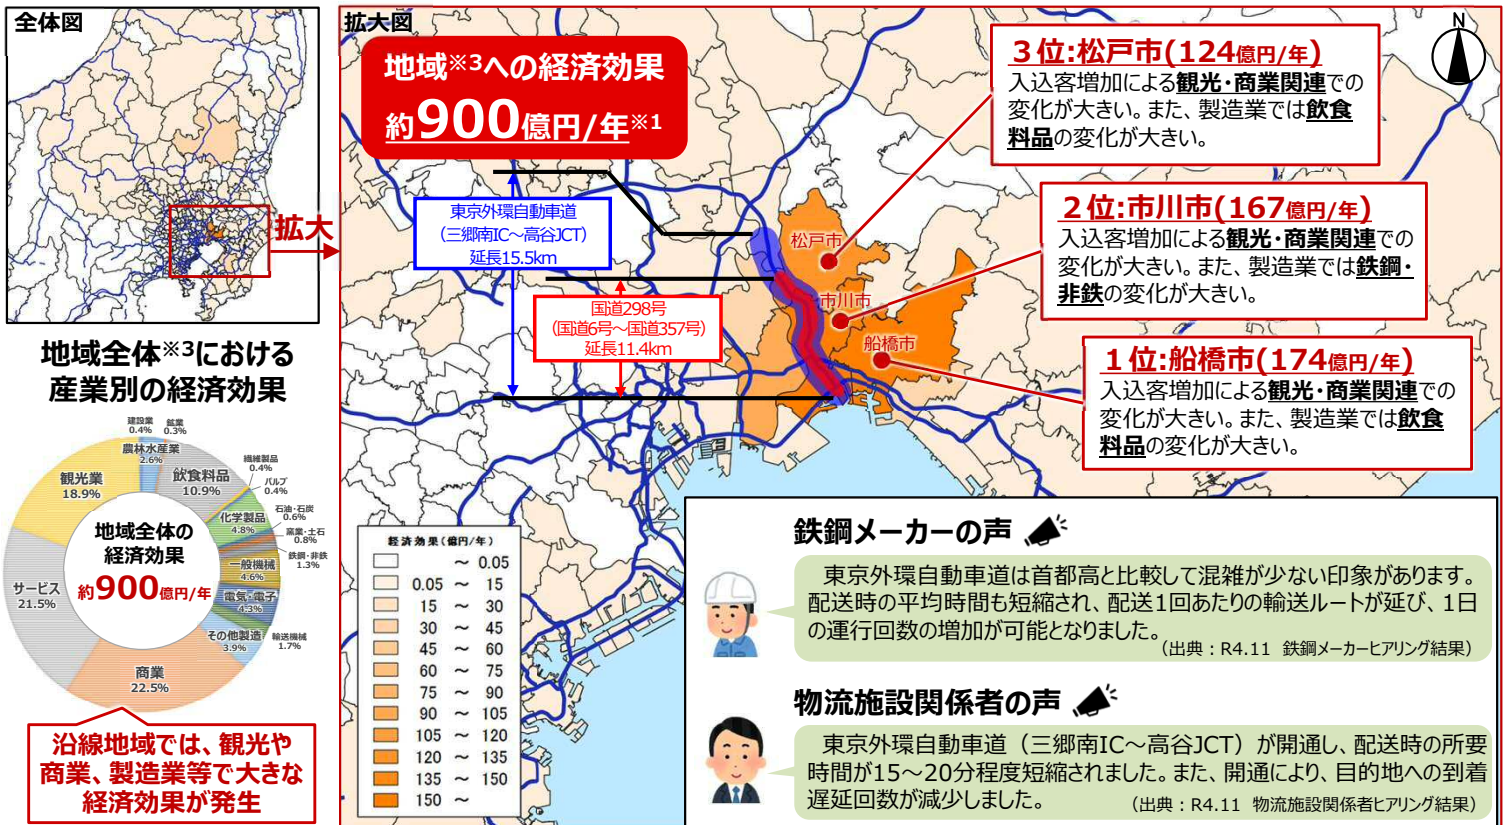 全体図
拡大
地域全体※3における
産業別の経済効果
建設業
0.4%
鉱業
0.3%
農林水産業
2.6%
飲食料品
10.9%
繊維製品
0.4%
パルプ
0.4%
化学製品
4.8%
石油・石炭
0.6%
窯業・土石
0.8%
鉄鋼・非鉄
1.3%
一般機械
4.6%
電気・電子
4.3%
輸送機械
1.7%
その他製造
3.9%
商業
22.5%
サービス
21.5%
観光業
18.9%
地域全体の
経済効果
約900億円/年
沿線地域では、観光や
商業、製造業等で大きな
経済効果が発生
拡大図
地域※3への経済効果
約900億円/年※1
東京外環自動車道
（三郷南IC～高谷JCT）
延長15.5km
国道298号
（国道6号～国道357号）
延長11.4km
松戸市
市川市
船橋市
N
３位:松戸市(124億円/年)
入込客増加による観光・商業関連での
変化が大きい。また、製造業では飲食
料品の変化が大きい。
２位:市川市(167億円/年)
入込客増加による観光・商業関連での
変化が大きい。また、製造業では鉄鋼・
非鉄の変化が大きい。
１位:船橋市(174億円/年)
入込客増加による観光・商業関連での
変化が大きい。また、製造業では飲食
料品の変化が大きい。
経済効果(億円/年)
～ 0.05
0.05 ～ 15
15 ～ 30
30 ～ 45
45 ～ 60
60 ～ 75
75 ～ 90
90 ～ 105
105 ～ 120
120 ～ 135
135 ～ 150
150 ～
鉄鋼メーカーの声
東京外環自動車道は首都高と比較して混雑が少ない印象があります。
配送時の平均時間も短縮され、配送1回あたりの輸送ルートが延び、1日
の運行回数の増加が可能となりました。
（出典：R4.11 鉄鋼メーカーヒアリング結果）
物流施設関係者の声
東京外環自動車道（三郷南IC～高谷JCT）が開通し、配送時の所要
時間が15～20分程度短縮されました。また、開通により、目的地への到着
遅延回数が減少しました。
（出典：R4.11 物流施設関係者ヒアリング結果）